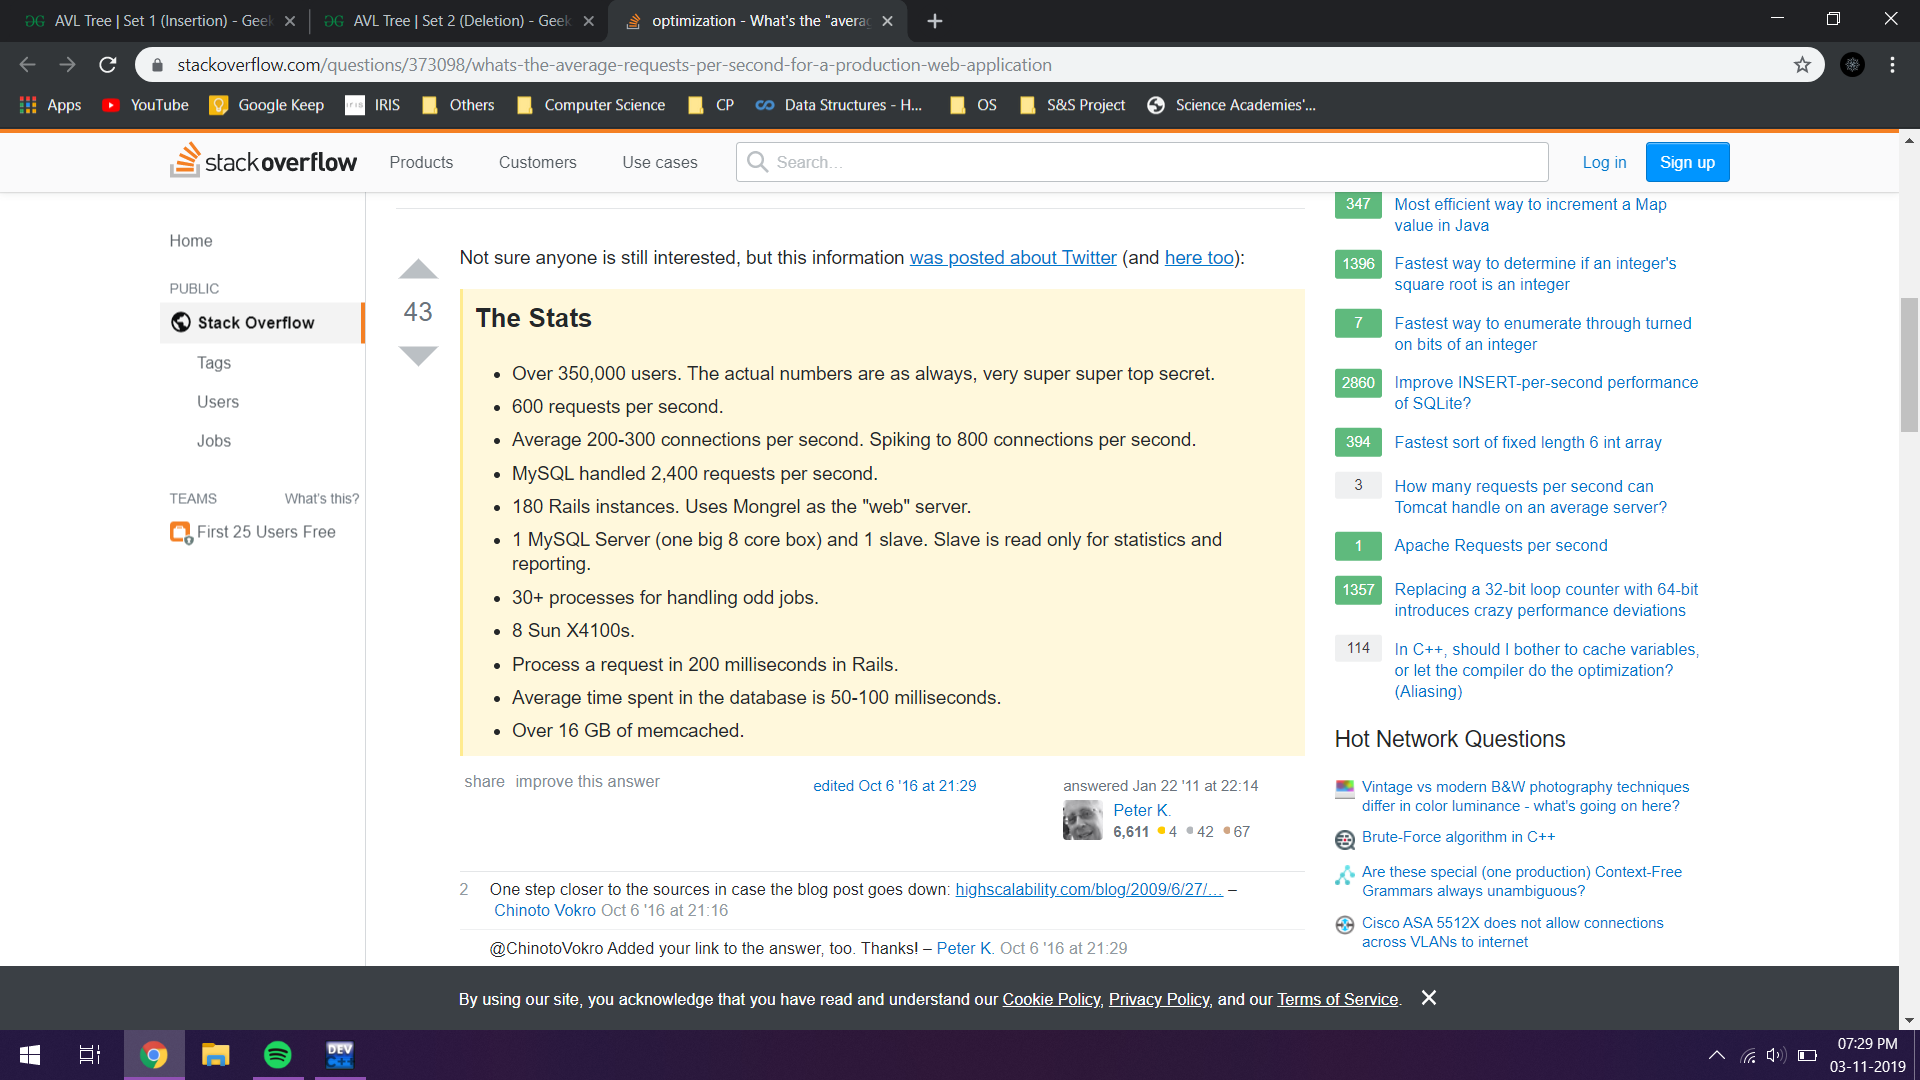 AVL Tree | Set 1 (Insertion) - Geek
AVL Tree | Set 2 (Deletion) - Geek
optimization - What's the "avera
stackoverflow.com/questions/373098/whats-the-average-requests-per-second-for-a-production-web-application
Apps YouTube Google Keep IRIS Others Computer Science CP Data Structures - H... OS S&S Project Science Academies'...
stackoverflow Products Customers Use cases Search... Log in Sign up
Home
PUBLIC
Stack Overflow
Tags
Users
Jobs
TEAMS What's this?
First 25 Users Free
Not sure anyone is still interested, but this information was posted about Twitter (and here too):
43
The Stats
• Over 350,000 users. The actual numbers are as always, very super super top secret.
• 600 requests per second.
• Average 200-300 connections per second. Spiking to 800 connections per second.
• MySQL handled 2,400 requests per second.
• 180 Rails instances. Uses Mongrel as the "web" server.
• 1 MySQL Server (one big 8 core box) and 1 slave. Slave is read only for statistics and
reporting.
• 30+ processes for handling odd jobs.
• 8 Sun X4100s.
• Process a request in 200 milliseconds in Rails.
• Average time spent in the database is 50-100 milliseconds.
• Over 16 GB of memcached.
share improve this answer
edited Oct 6 '16 at 21:29
answered Jan 22 '11 at 22:14
Peter K.
6,611 ●4 ●42 ●67
2 One step closer to the sources in case the blog post goes down: highscalability.com/blog/2009/6/27/… –
Chinoto Vokro Oct 6 '16 at 21:16
@ChinotoVokro Added your link to the answer, too. Thanks! – Peter K. Oct 6 '16 at 21:29
347 Most efficient way to increment a Map
value in Java
1396 Fastest way to determine if an integer's
square root is an integer
7 Fastest way to enumerate through turned
on bits of an integer
2860 Improve INSERT-per-second performance
of SQLite?
394 Fastest sort of fixed length 6 int array
3 How many requests per second can
Tomcat handle on an average server?
1 Apache Requests per second
1357 Replacing a 32-bit loop counter with 64-bit
introduces crazy performance deviations
114 In C++, should I bother to cache variables,
or let the compiler do the optimization?
(Aliasing)
Hot Network Questions
Vintage vs modern B&W photography techniques
differ in color luminance - what's going on here?
Brute-Force algorithm in C++
Are these special (one production) Context-Free
Grammars always unambiguous?
Cisco ASA 5512X does not allow connections
across VLANs to internet
By using our site, you acknowledge that you have read and understand our Cookie Policy, Privacy Policy, and our Terms of Service.
DEV
C++
07:29 PM
03-11-2019